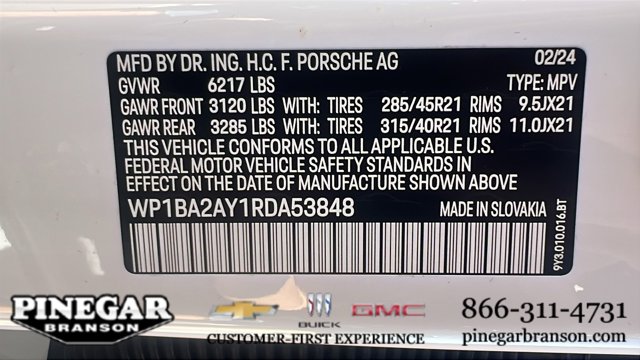 MFD BY DR. ING. H.C. F. PORSCHE AG 02/24
GVWR 6217 LBS TYPE: MPV
GAWR FRONT 3120 LBS WITH: TIRES 285/45R21 RIMS 9.5JX21
GAWR REAR 3285 LBS WITH: TIRES 315/40R21 RIMS 11.0JX21
THIS VEHICLE CONFORMS TO ALL APPLICABLE U.S.
FEDERAL MOTOR VEHICLE SAFETY STANDARDS IN
EFFECT ON THE DATE OF MANUFACTURE SHOWN ABOVE
WP1BA2AY1RDA53848 MADE IN SLOVAKIA
9Y3.010.016.BT
PINEGAR
BRANSON
BUICK
GMC
CUSTOMER-FIRST EXPERIENCE
866-311-4731
pinegarbranson.com